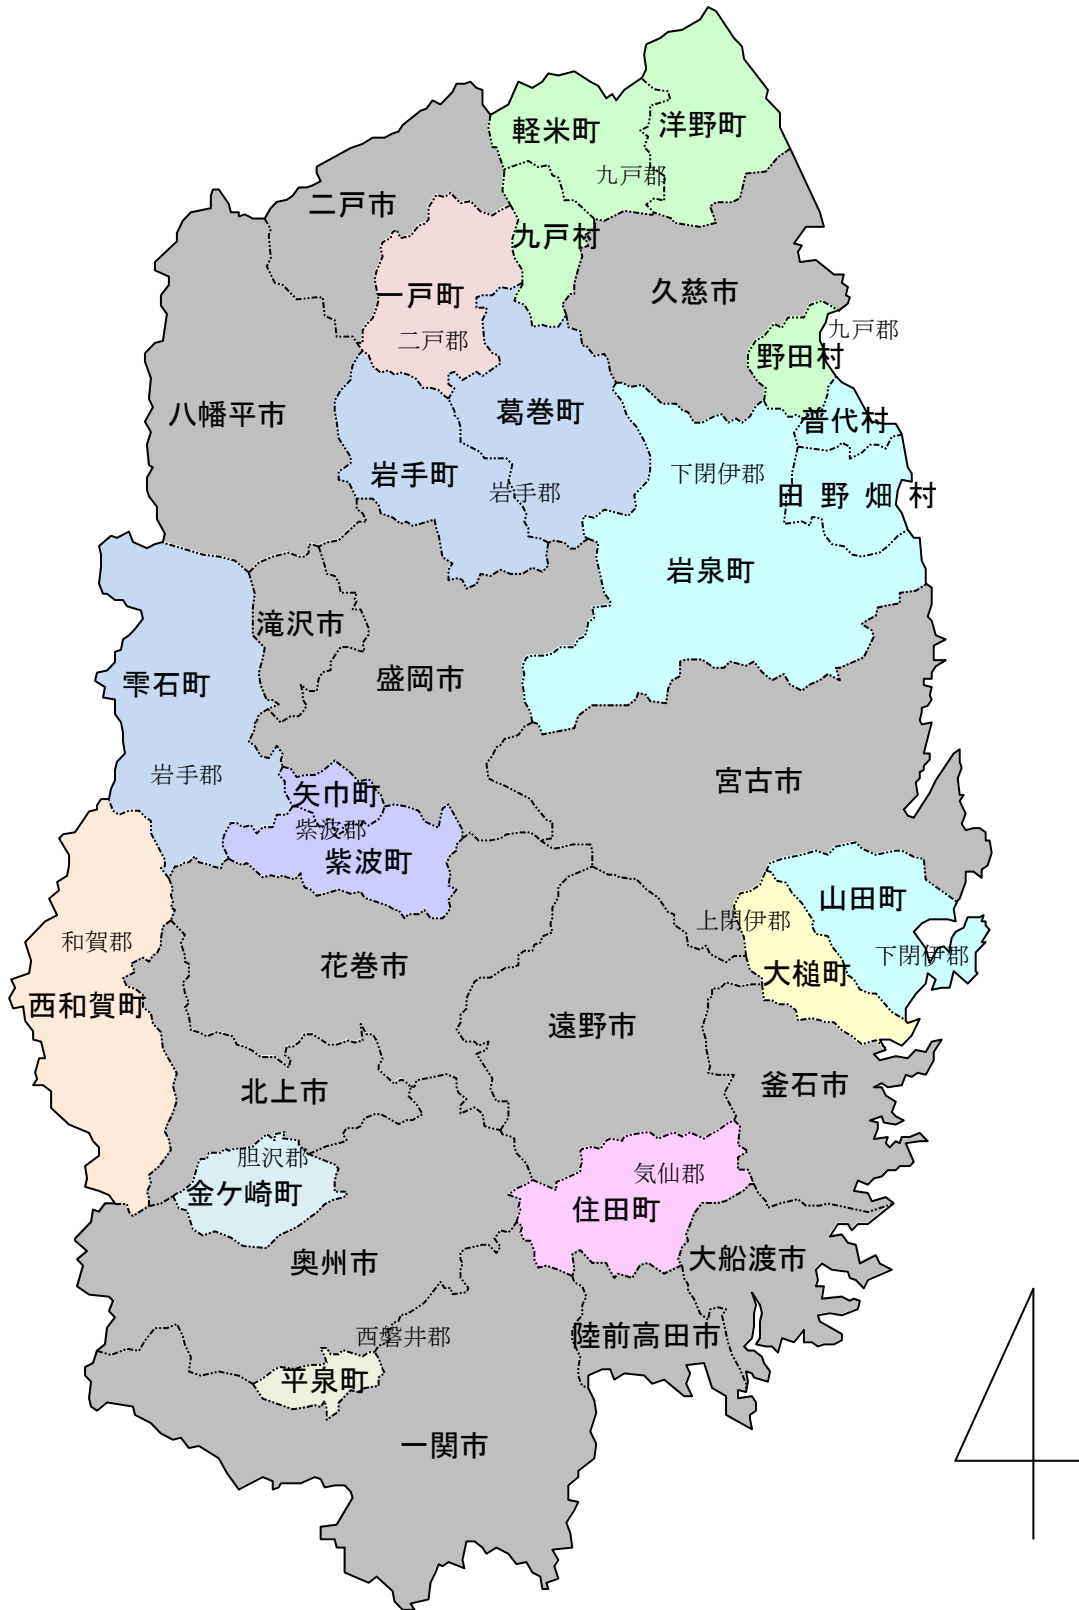 軽米町
洋野町
九戸郡
二戸市
九戸村
一戸町
久慈市
二戸郡
九戸郡
野田村
八幡平市
葛巻町
普代村
岩手町
岩手郡
下閉伊郡
田野畑村
岩泉町
滝沢市
盛岡市
雫石町
岩手郡
矢巾町
宮古市
紫波郡
紫波町
山田町
上閉伊郡
和賀郡
花巻市
大槌町
下閉伊郡
西和賀町
遠野市
北上市
釜石市
胆沢郡
金ケ崎町
気仙郡
住田町
奥州市
大船渡市
西磐井郡
陸前高田市
平泉町
一関市